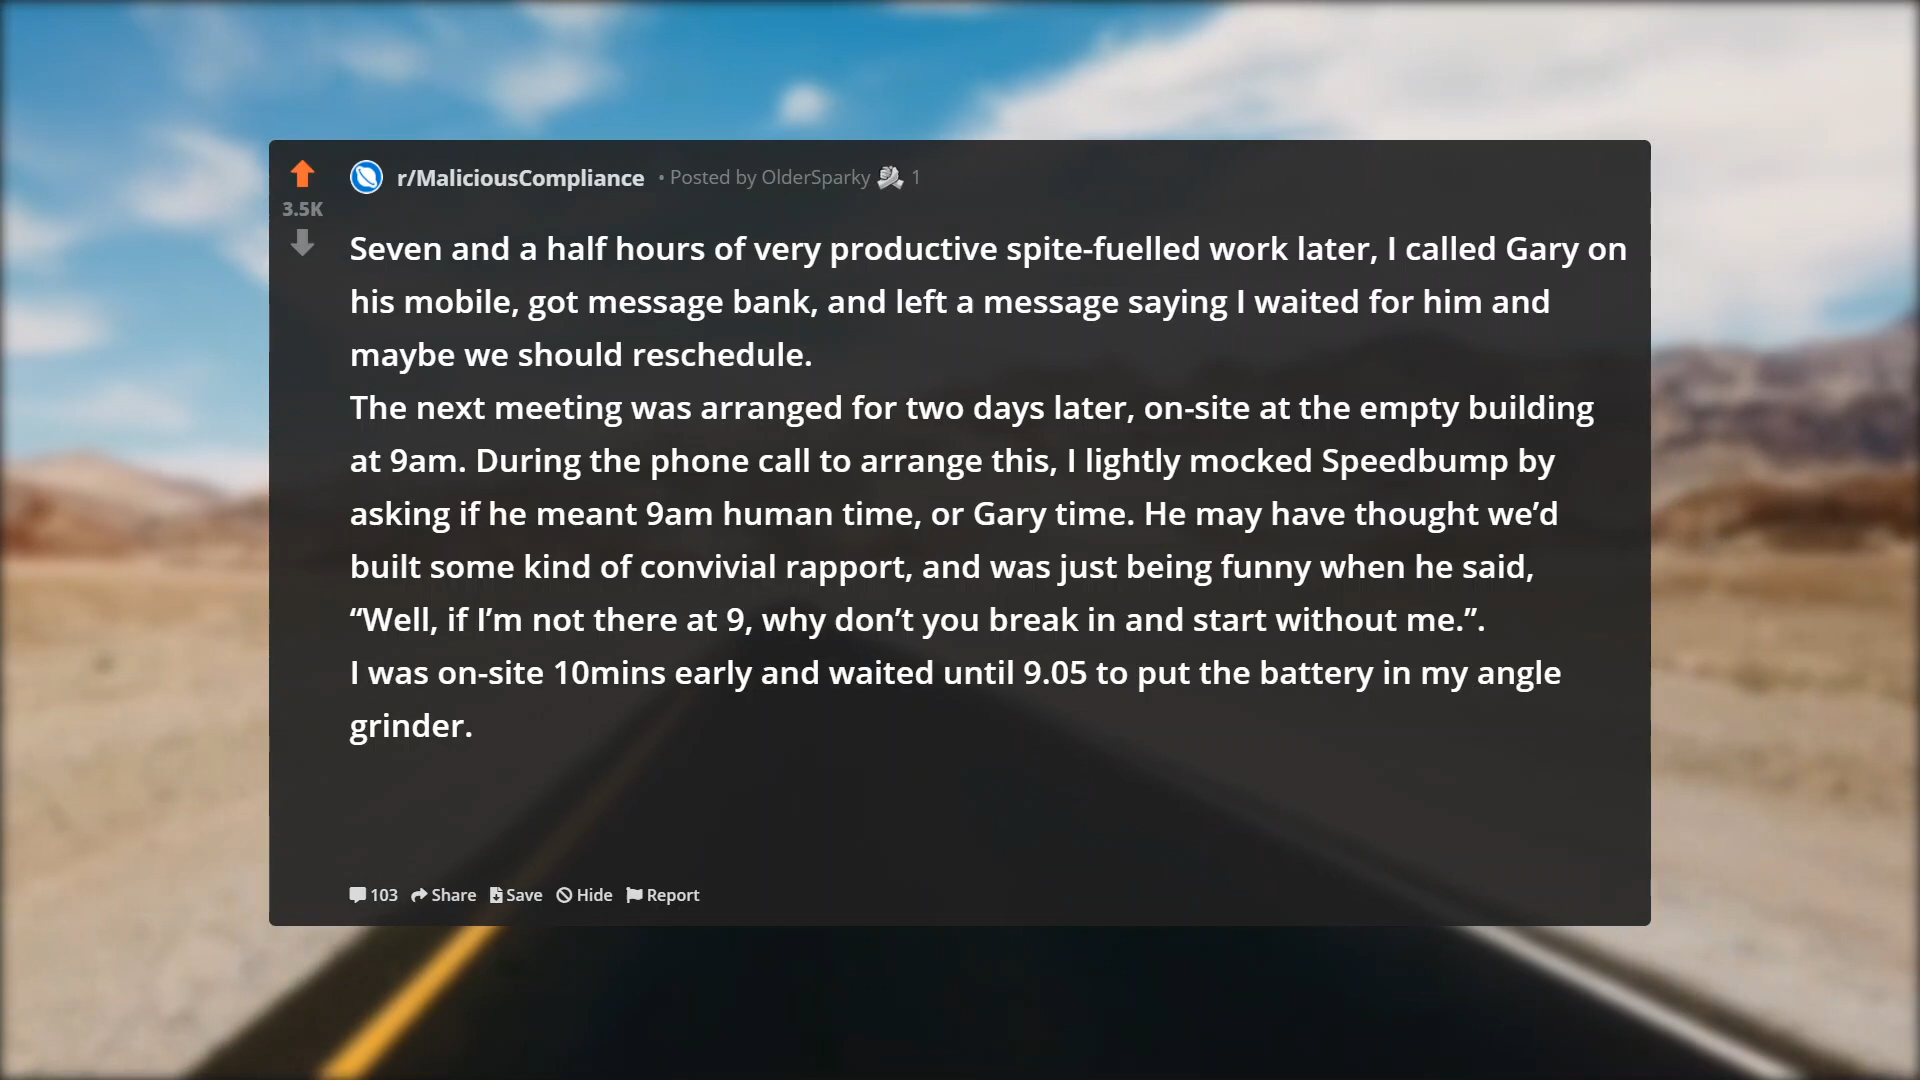 r/MaliciousCompliance • Posted by OlderSparky 1
3.5K
Seven and a half hours of very productive spite-fuelled work later, I called Gary on
his mobile, got message bank, and left a message saying I waited for him and
maybe we should reschedule.
The next meeting was arranged for two days later, on-site at the empty building
at 9am. During the phone call to arrange this, I lightly mocked Speedbump by
asking if he meant 9am human time, or Gary time. He may have thought we’d
built some kind of convivial rapport, and was just being funny when he said,
“Well, if I’m not there at 9, why don’t you break in and start without me.”.
I was on-site 10mins early and waited until 9.05 to put the battery in my angle
grinder.
103 Share Save Hide Report